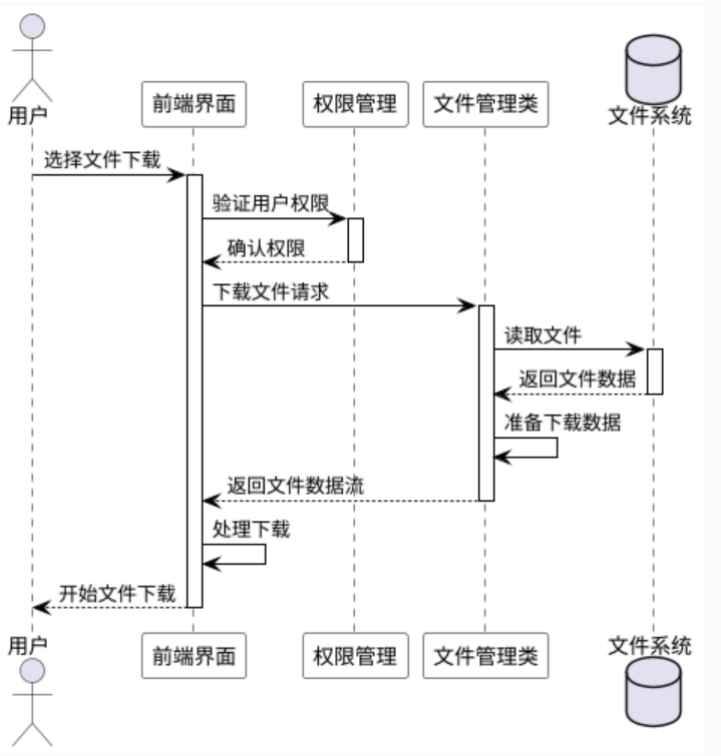 用户
前端界面
权限管理
文件管理类
文件系统
选择文件下载
验证用户权限
确认权限
下载文件请求
读取文件
返回文件数据
准备下载数据
返回文件数据流
处理下载
开始文件下载
用户
前端界面
权限管理
文件管理类
文件系统